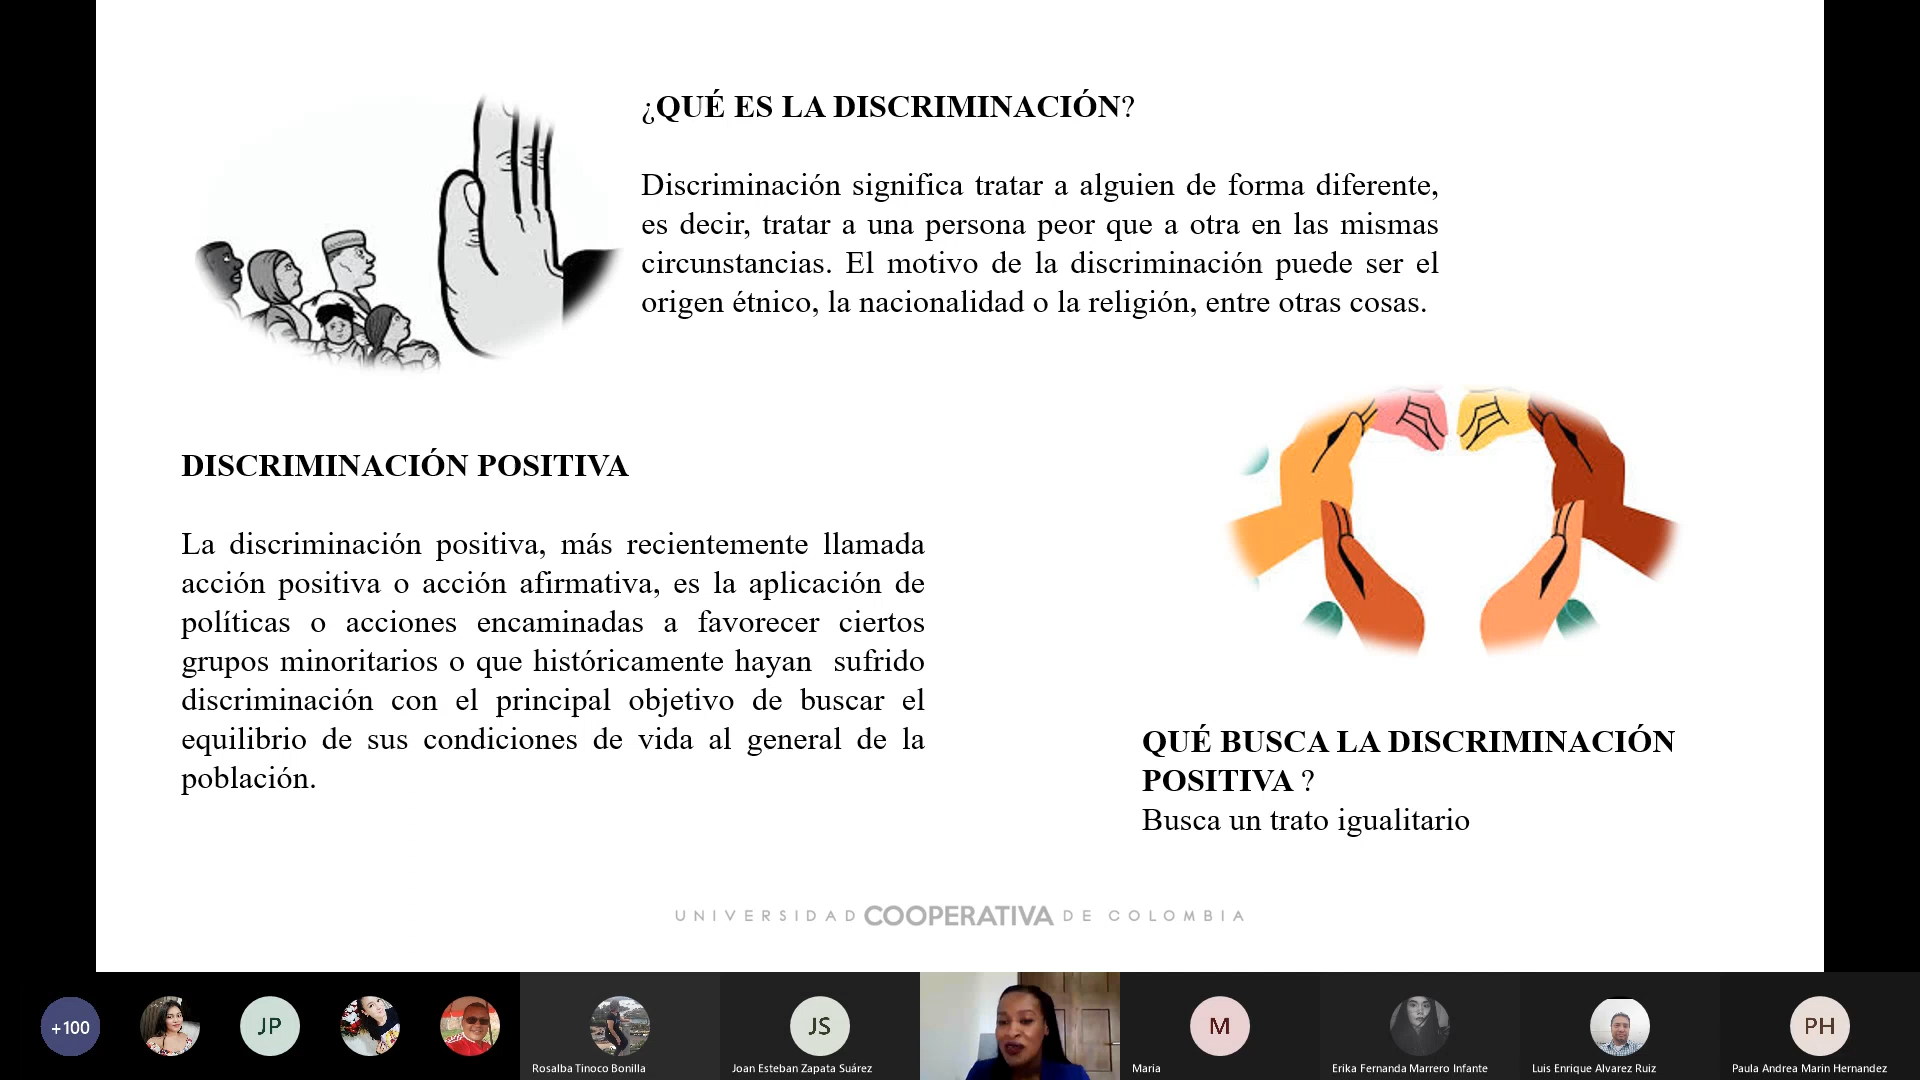 ¿QUÉ ES LA DISCRIMINACIÓN?
Discriminación significa tratar a alguien de forma diferente,
es decir, tratar a una persona peor que a otra en las mismas
circunstancias. El motivo de la discriminación puede ser el
origen étnico, la nacionalidad o la religión, entre otras cosas.
DISCRIMINACIÓN POSITIVA
La discriminación positiva, más recientemente llamada
acción positiva o acción afirmativa, es la aplicación de
políticas o acciones encaminadas a favorecer ciertos
grupos minoritarios o que históricamente hayan  sufrido
discriminación con el principal objetivo de buscar el
equilibrio de sus condiciones de vida al general de la
población.
QUÉ BUSCA LA DISCRIMINACIÓN
POSITIVA ?
Busca un trato igualitario
UNIVERSIDAD COOPERATIVA DE COLOMBIA
+100
JP
Rosalba Tinoco Bonilla
JS
Joan Esteban Zapata Suárez
M
Maria
Erika Fernanda Marrero Infante
Luis Enrique Alvarez Ruiz
PH
Paula Andrea Marin Hernandez